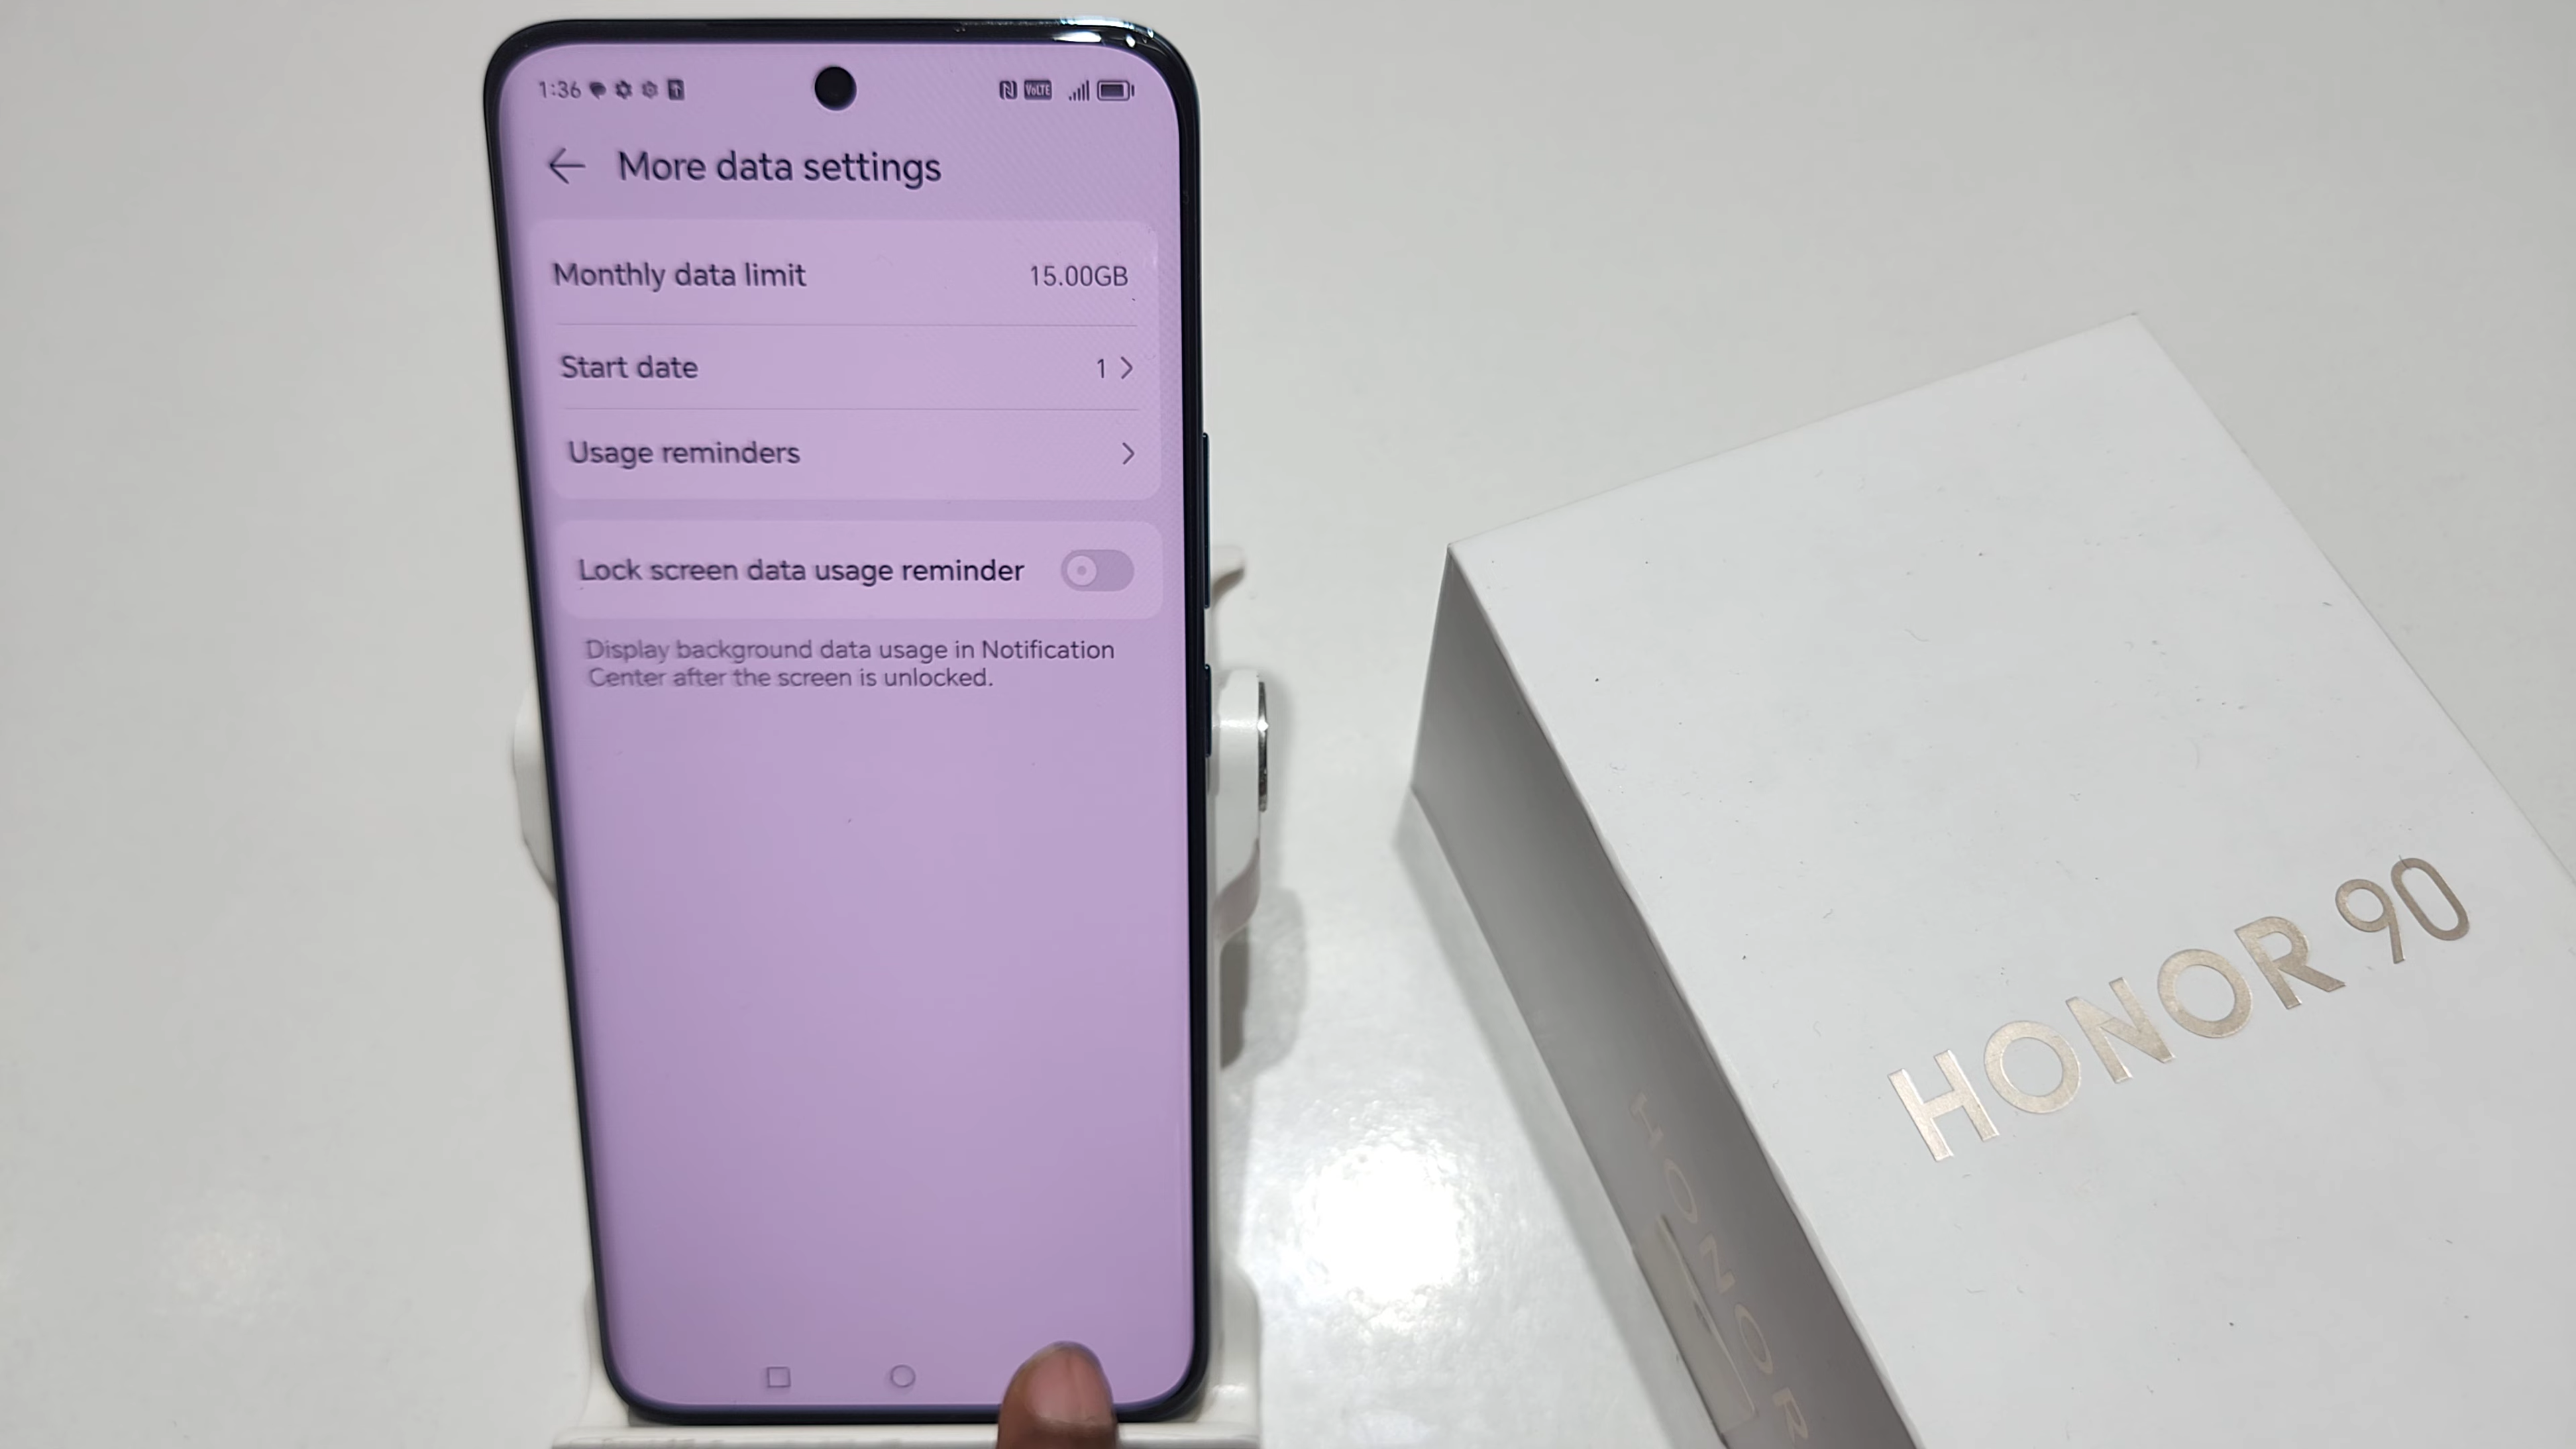 1:36
VoLTE
More data settings
Monthly data limit 15.00GB
Start date 1
Usage reminders
Lock screen data usage reminder
Display background data usage in Notification
Center after the screen is unlocked.
HONOR 90
HONOR